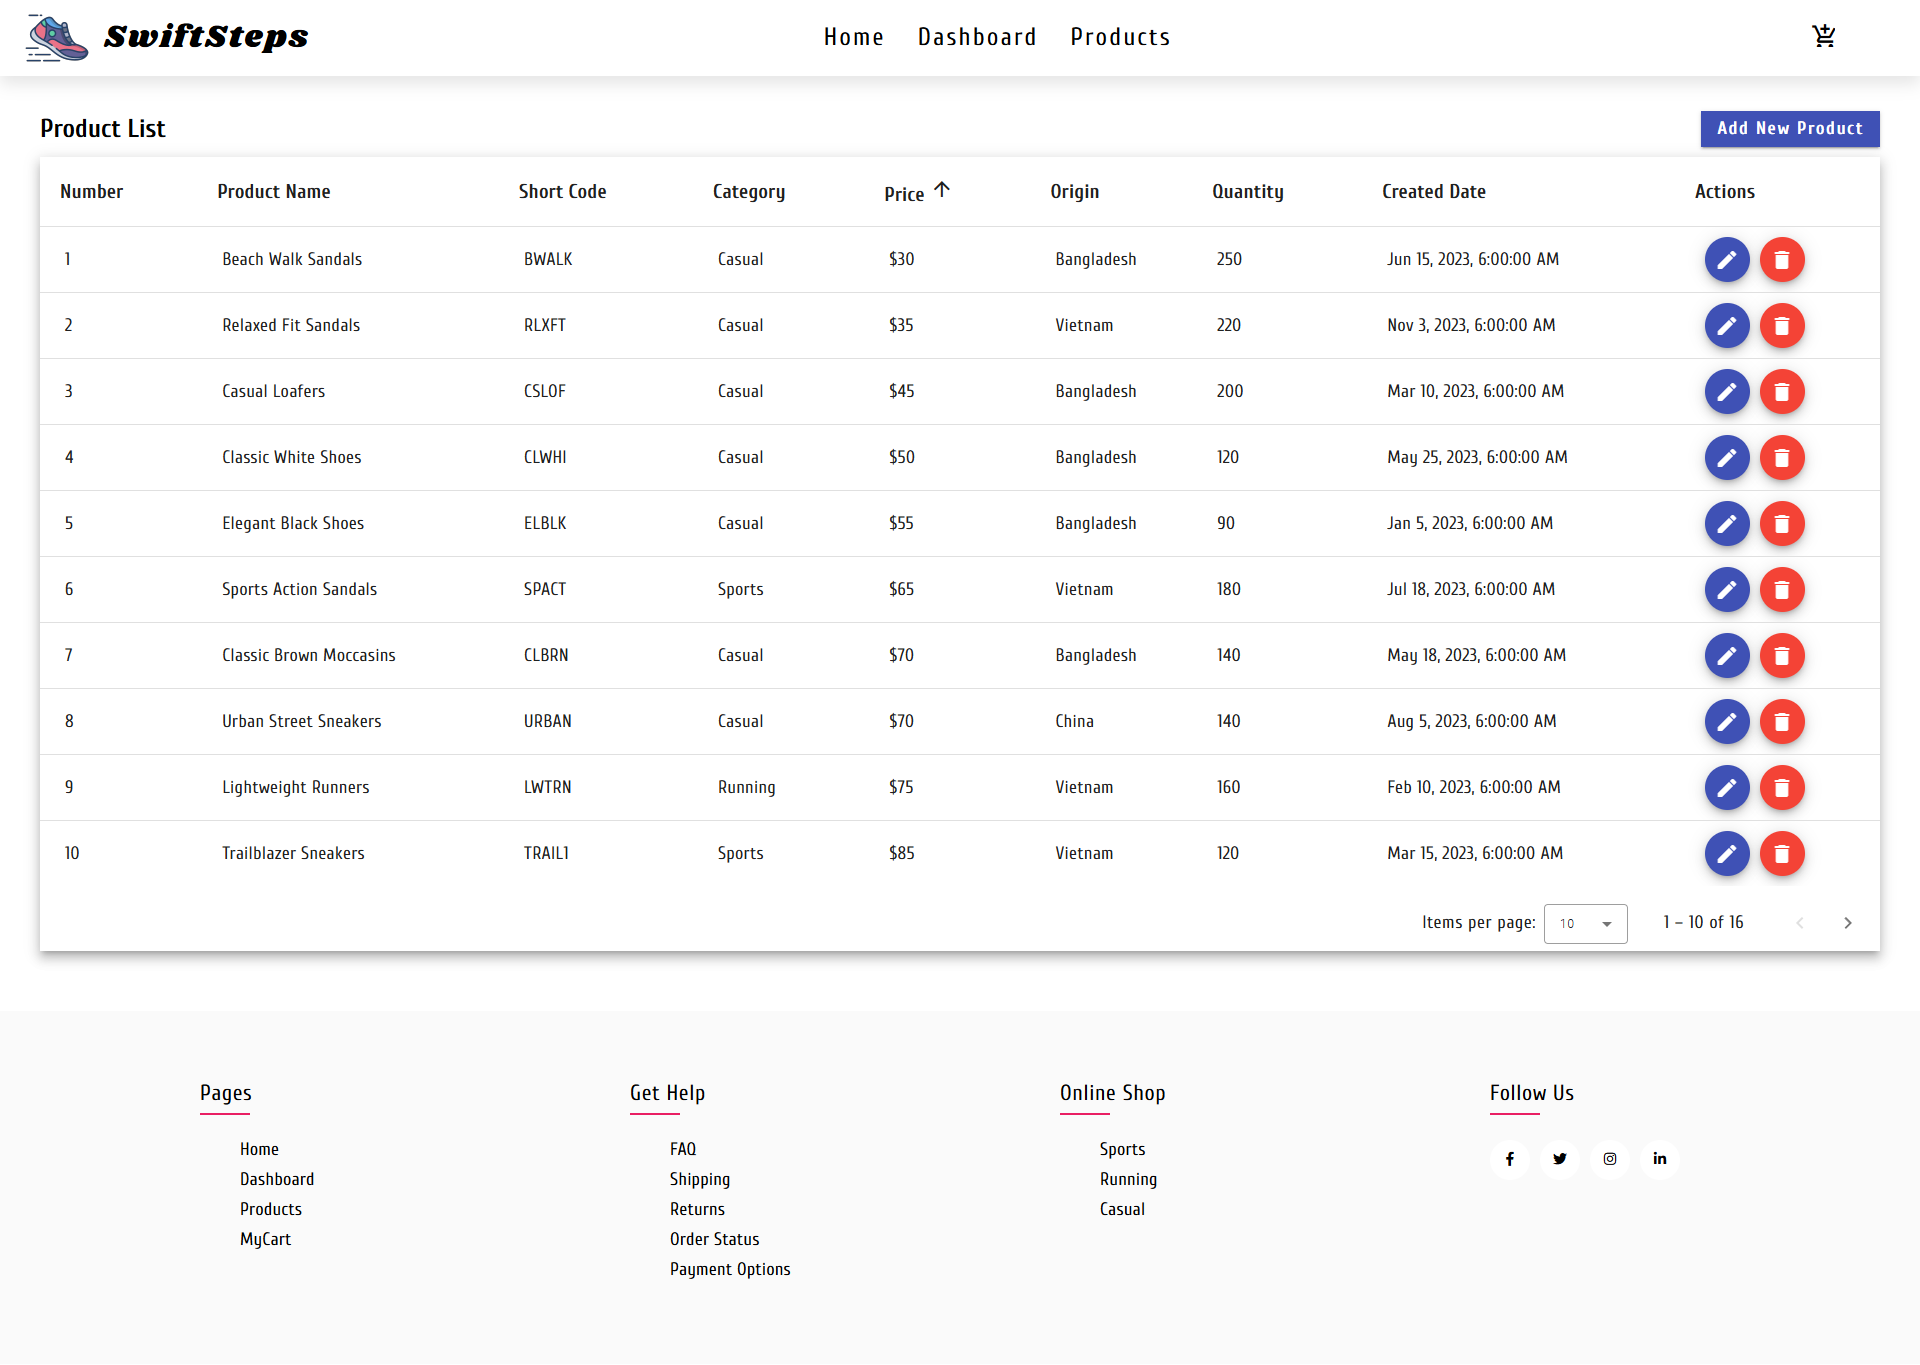 SwiftSteps
Home Dashboard Products
Product List
Add New Product
Number Product Name Short Code Category Price Origin Quantity Created Date Actions
1 Beach Walk Sandals BWALK Casual $30 Bangladesh 250 Jun 15, 2023, 6:00:00 AM
2 Relaxed Fit Sandals RLXFT Casual $35 Vietnam 220 Nov 3, 2023, 6:00:00 AM
3 Casual Loafers CSLOF Casual $45 Bangladesh 200 Mar 10, 2023, 6:00:00 AM
4 Classic White Shoes CLWHI Casual $50 Bangladesh 120 May 25, 2023, 6:00:00 AM
5 Elegant Black Shoes ELBLK Casual $55 Bangladesh 90 Jan 5, 2023, 6:00:00 AM
6 Sports Action Sandals SPACT Sports $65 Vietnam 180 Jul 18, 2023, 6:00:00 AM
7 Classic Brown Moccasins CLBRN Casual $70 Bangladesh 140 May 18, 2023, 6:00:00 AM
8 Urban Street Sneakers URBAN Casual $70 China 140 Aug 5, 2023, 6:00:00 AM
9 Lightweight Runners LWTRN Running $75 Vietnam 160 Feb 10, 2023, 6:00:00 AM
10 Trailblazer Sneakers TRAIL1 Sports $85 Vietnam 120 Mar 15, 2023, 6:00:00 AM
Items per page: 10 1 – 10 of 16
Pages
Home
Dashboard
Products
MyCart
Get Help
FAQ
Shipping
Returns
Order Status
Payment Options
Online Shop
Sports
Running
Casual
Follow Us